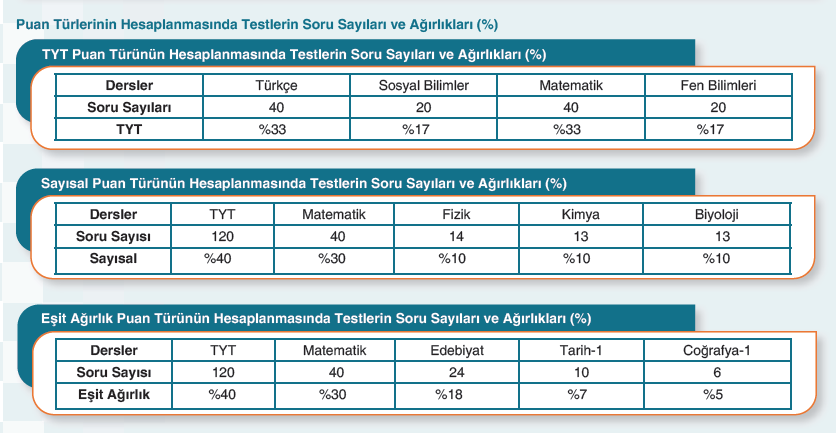 Puan Türlerinin Hesaplanmasında Testlerin Soru Sayıları ve Ağırlıkları (%)
TYT Puan Türünün Hesaplanmasında Testlerin Soru Sayıları ve Ağırlıkları (%)
Dersler Türkçe Sosyal Bilimler Matematik Fen Bilimleri
Soru Sayıları 40 20 40 20
TYT %33 %17 %33 %17
Sayısal Puan Türünün Hesaplanmasında Testlerin Soru Sayıları ve Ağırlıkları (%)
Dersler TYT Matematik Fizik Kimya Biyoloji
Soru Sayısı 120 40 14 13 13
Sayısal %40 %30 %10 %10 %10
Eşit Ağırlık Puan Türünün Hesaplanmasında Testlerin Soru Sayıları ve Ağırlıkları (%)
Dersler TYT Matematik Edebiyat Tarih-1 Coğrafya-1
Soru Sayısı 120 40 24 10 6
Eşit Ağırlık %40 %30 %18 %7 %5